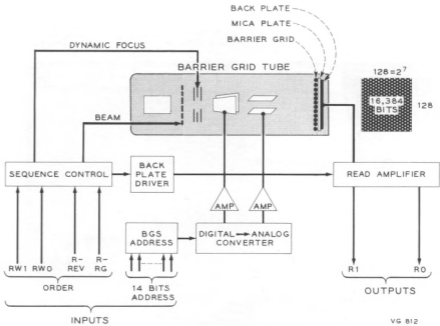 BACK PLATE
MICA PLATE
BARRIER GRID
DYNAMIC FOCUS
BARRIER GRID TUBE
128=2⁷
16,384
BITS
128
BEAM
SEQUENCE CONTROL
BACK
PLATE
DRIVER
READ AMPLIFIER
AMP
AMP
BGS
ADDRESS
DIGITAL → ANALOG
CONVERTER
RW1
RW0
R-
REV
R-
RG
ORDER
14 BITS
ADDRESS
INPUTS
R1
R0
OUTPUTS
VG 812